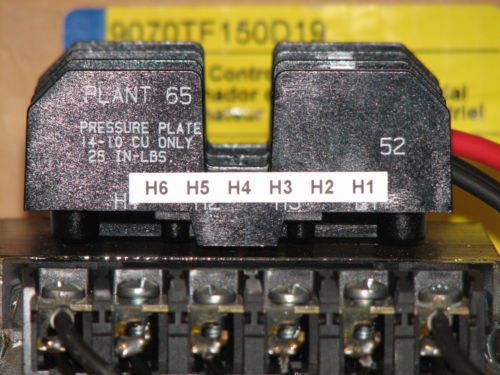 9070TF150D19
Control
PLANT 65
PRESSURE PLATE
14-10 CU ONLY
25 IN-LBS.
52
H6 H5 H4 H3 H2 H1